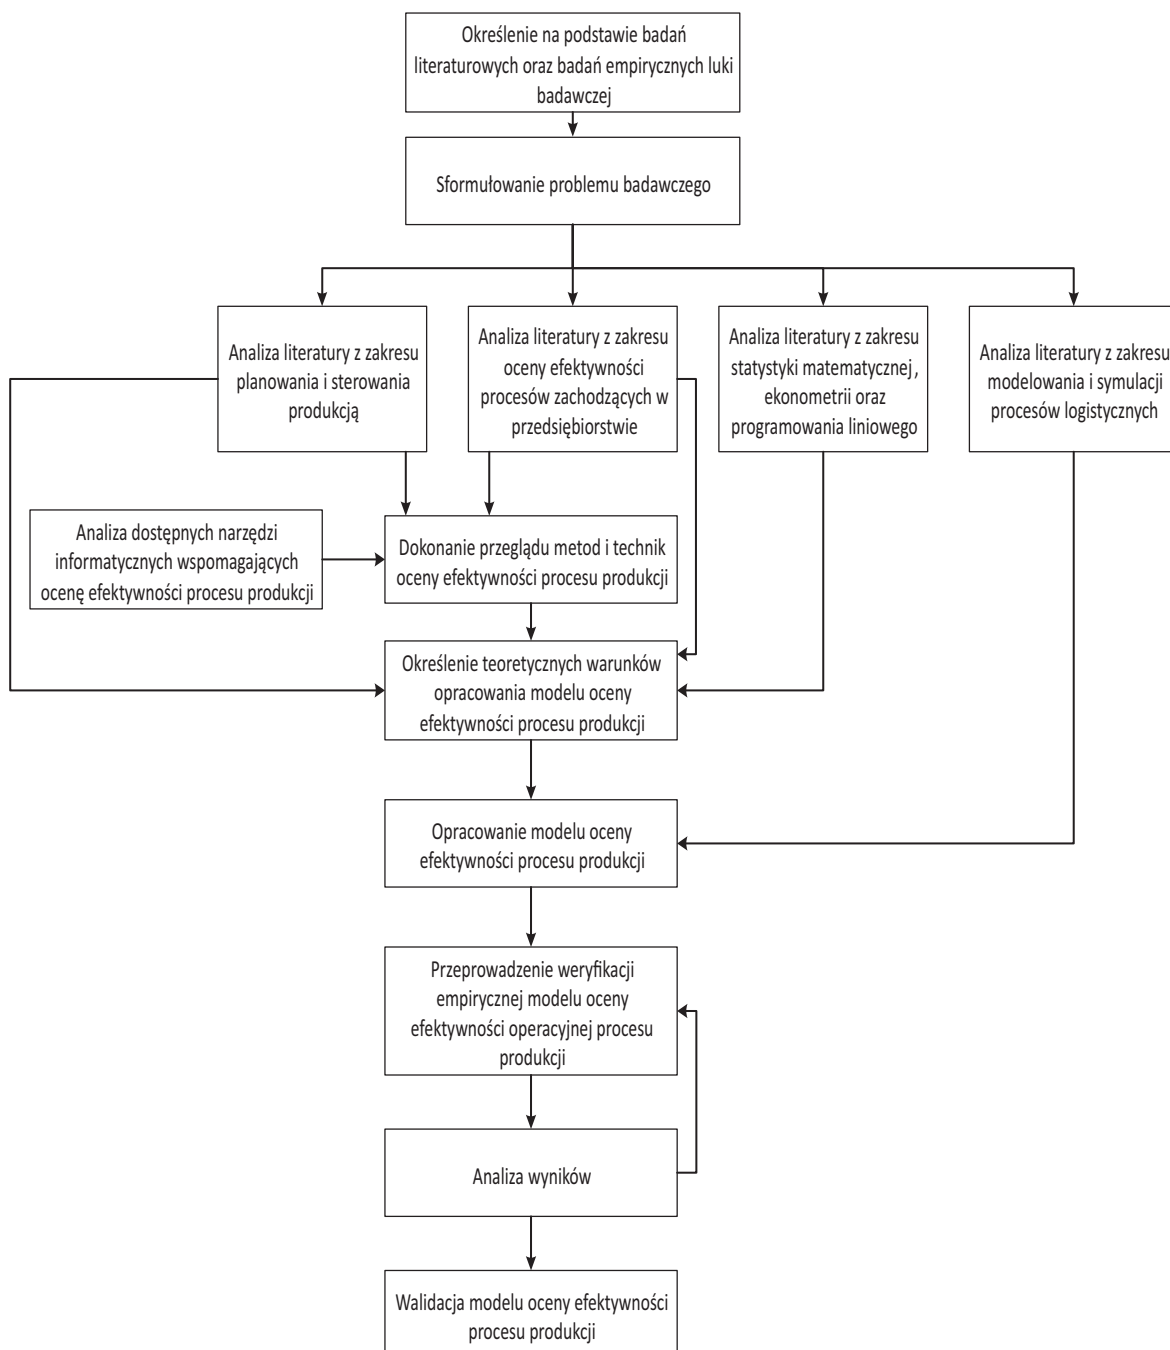 Określenie na podstawie badań
literaturowych oraz badań empirycznych luki
badawczej
Sformułowanie problemu badawczego
Analiza literatury z zakresu
planowania i sterowania
produkcją
Analiza literatury z zakresu
oceny efektywności
procesów zachodzących w
przedsiębiorstwie
Analiza literatury z zakresu
statystyki matematycznej,
ekonometrii oraz
programowania liniowego
Analiza literatury z zakresu
modelowania i symulacji
procesów logistycznych
Analiza dostępnych narzędzi
informatycznych wspomagających
ocenę efektywności procesu produkcji
Dokonanie przeglądu metod i technik
oceny efektywności procesu produkcji
Określenie teoretycznych warunków
opracowania modelu oceny
efektywności procesu produkcji
Opracowanie modelu oceny
efektywności procesu produkcji
Przeprowadzenie weryfikacji
empirycznej modelu oceny
efektywności operacyjnej procesu
produkcji
Analiza wyników
Walidacja modelu oceny efektywności
procesu produkcji